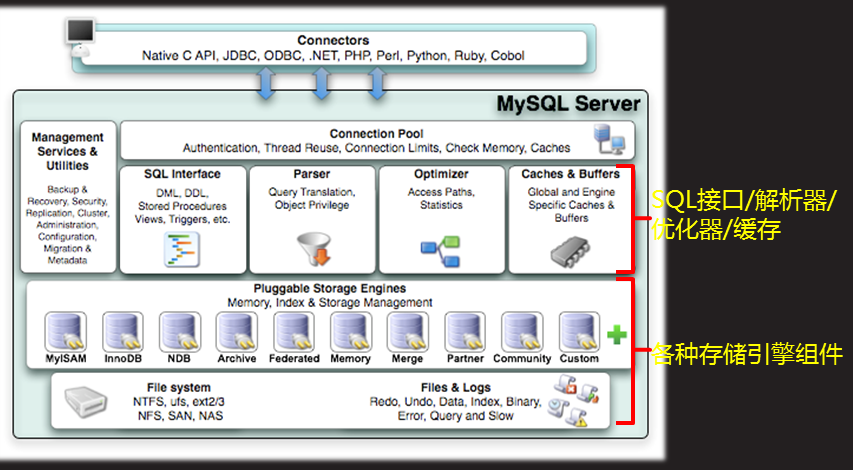 Connectors
Native C API, JDBC, ODBC, .NET, PHP, Perl, Python, Ruby, Cobol
MySQL Server
Management
Services &
Utilities
Backup &
Recovery, Security,
Replication, Cluster,
Administration,
Configuration,
Migration &
Metadata
Connection Pool
Authentication, Thread Reuse, Connection Limits, Check Memory, Caches
SQL Interface
DML, DDL,
Stored Procedures
Views, Triggers, etc.
Parser
Query Translation,
Object Privilege
Optimizer
Access Paths,
Statistics
Caches & Buffers
Global and Engine
Specific Caches &
Buffers
SQL接口/解析器/
优化器/缓存
Pluggable Storage Engines
Memory, Index & Storage Management
MyISAM
InnoDB
NDB
Archive
Federated
Memory
Merge
Partner
Community
Custom
各种存储引擎组件
File system
NTFS, ufs, ext2/3
NFS, SAN, NAS
Files & Logs
Redo, Undo, Data, Index, Binary,
Error, Query and Slow